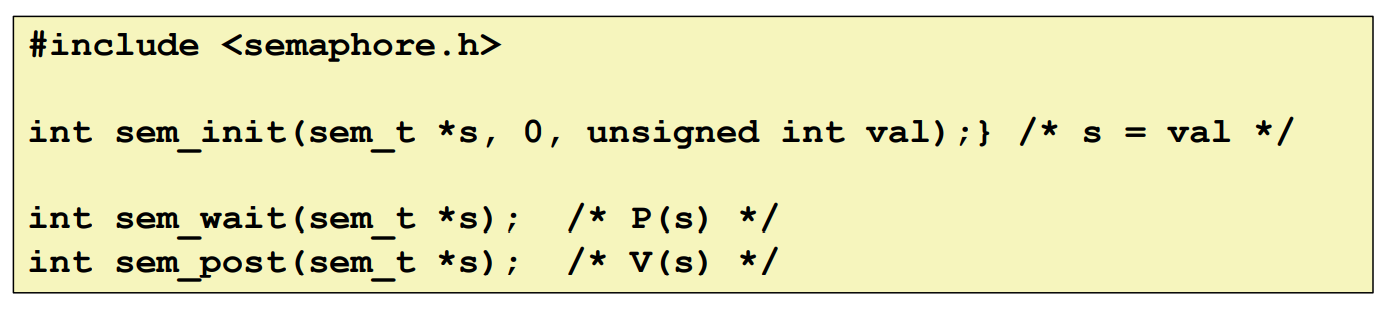 #include <semaphore.h>
int sem_init(sem_t *s, 0, unsigned int val);} /* s = val */
int sem_wait(sem_t *s);  /* P(s) */
int sem_post(sem_t *s);  /* V(s) */